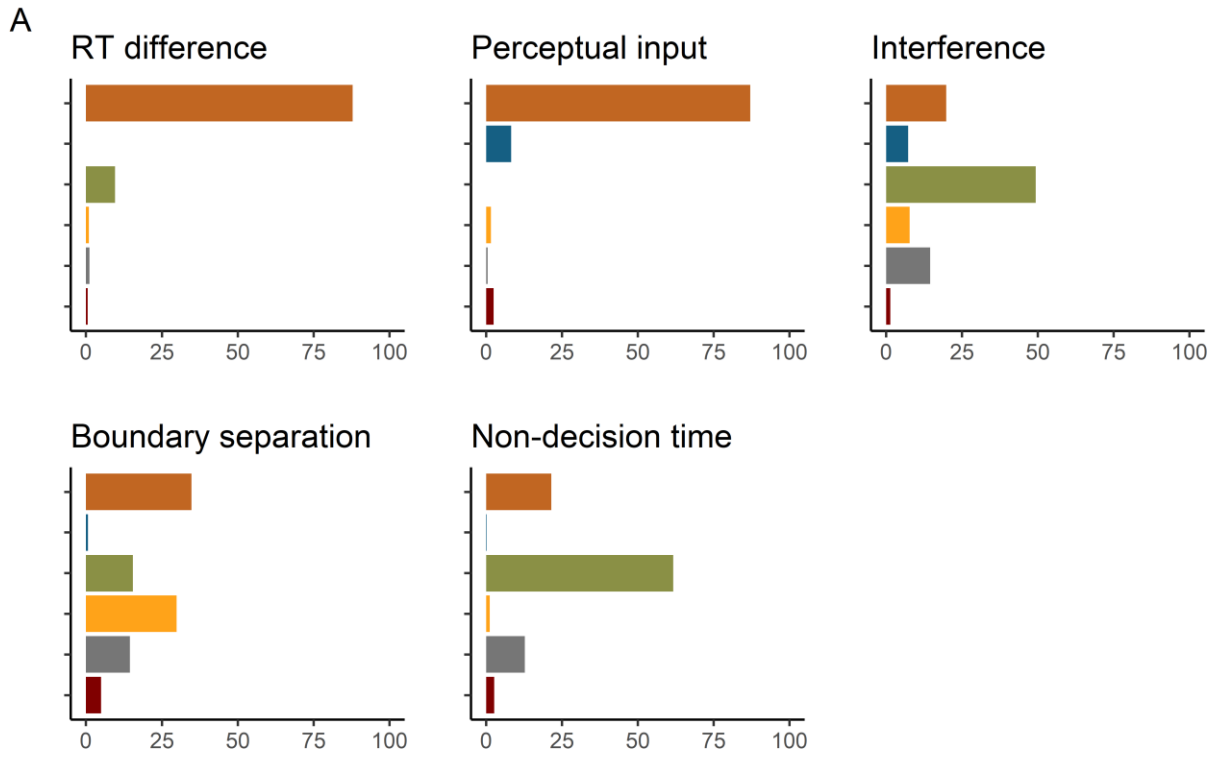 A
RT difference
Perceptual input
Interference
0 25 50 75 100
0 25 50 75 100
0 25 50 75 100
Boundary separation
Non-decision time
0 25 50 75 100
0 25 50 75 100